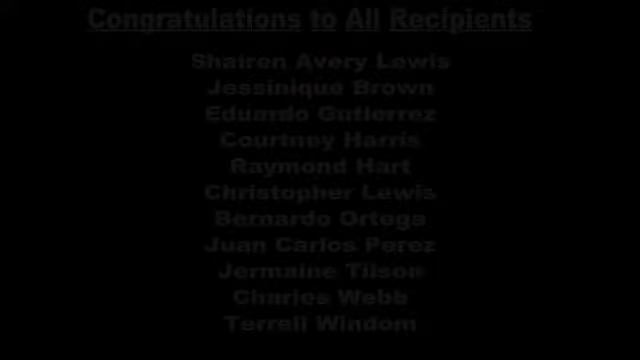 Congratulations to All Recipients
Shairen Avery Lewis
Jessinique Brown
Eduardo Gutierrez
Courtney Harris
Raymond Hart
Christopher Lewis
Bernardo Ortega
Juan Carlos Perez
Jermaine Tilson
Charles Webb
Terrell Windom